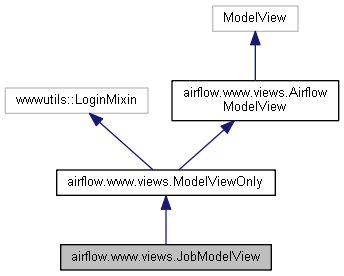 ModelView
wwwutils::LoginMixin
airflow.www.views.Airflow
ModelView
airflow.www.views.ModelViewOnly
airflow.www.views.JobModelView